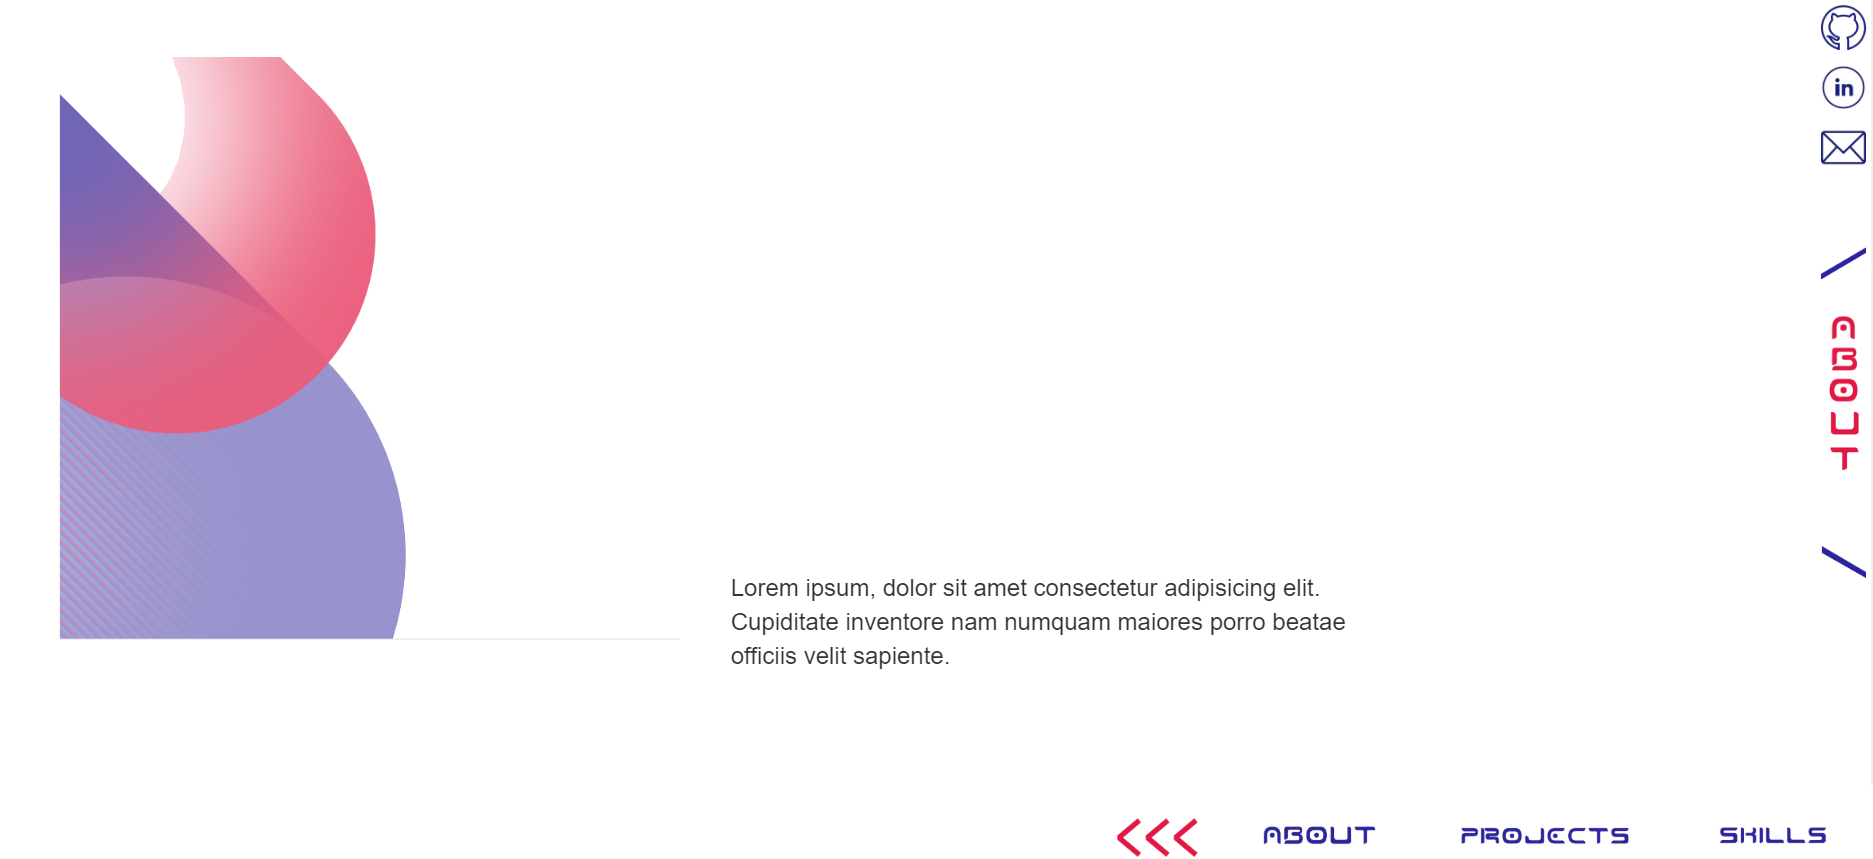 in
ABOUT
Lorem ipsum, dolor sit amet consectetur adipisicing elit.
Cupiditate inventore nam numquam maiores porro beatae
officiis velit sapiente.
<<< ABOUT PROJECTS SKILLS